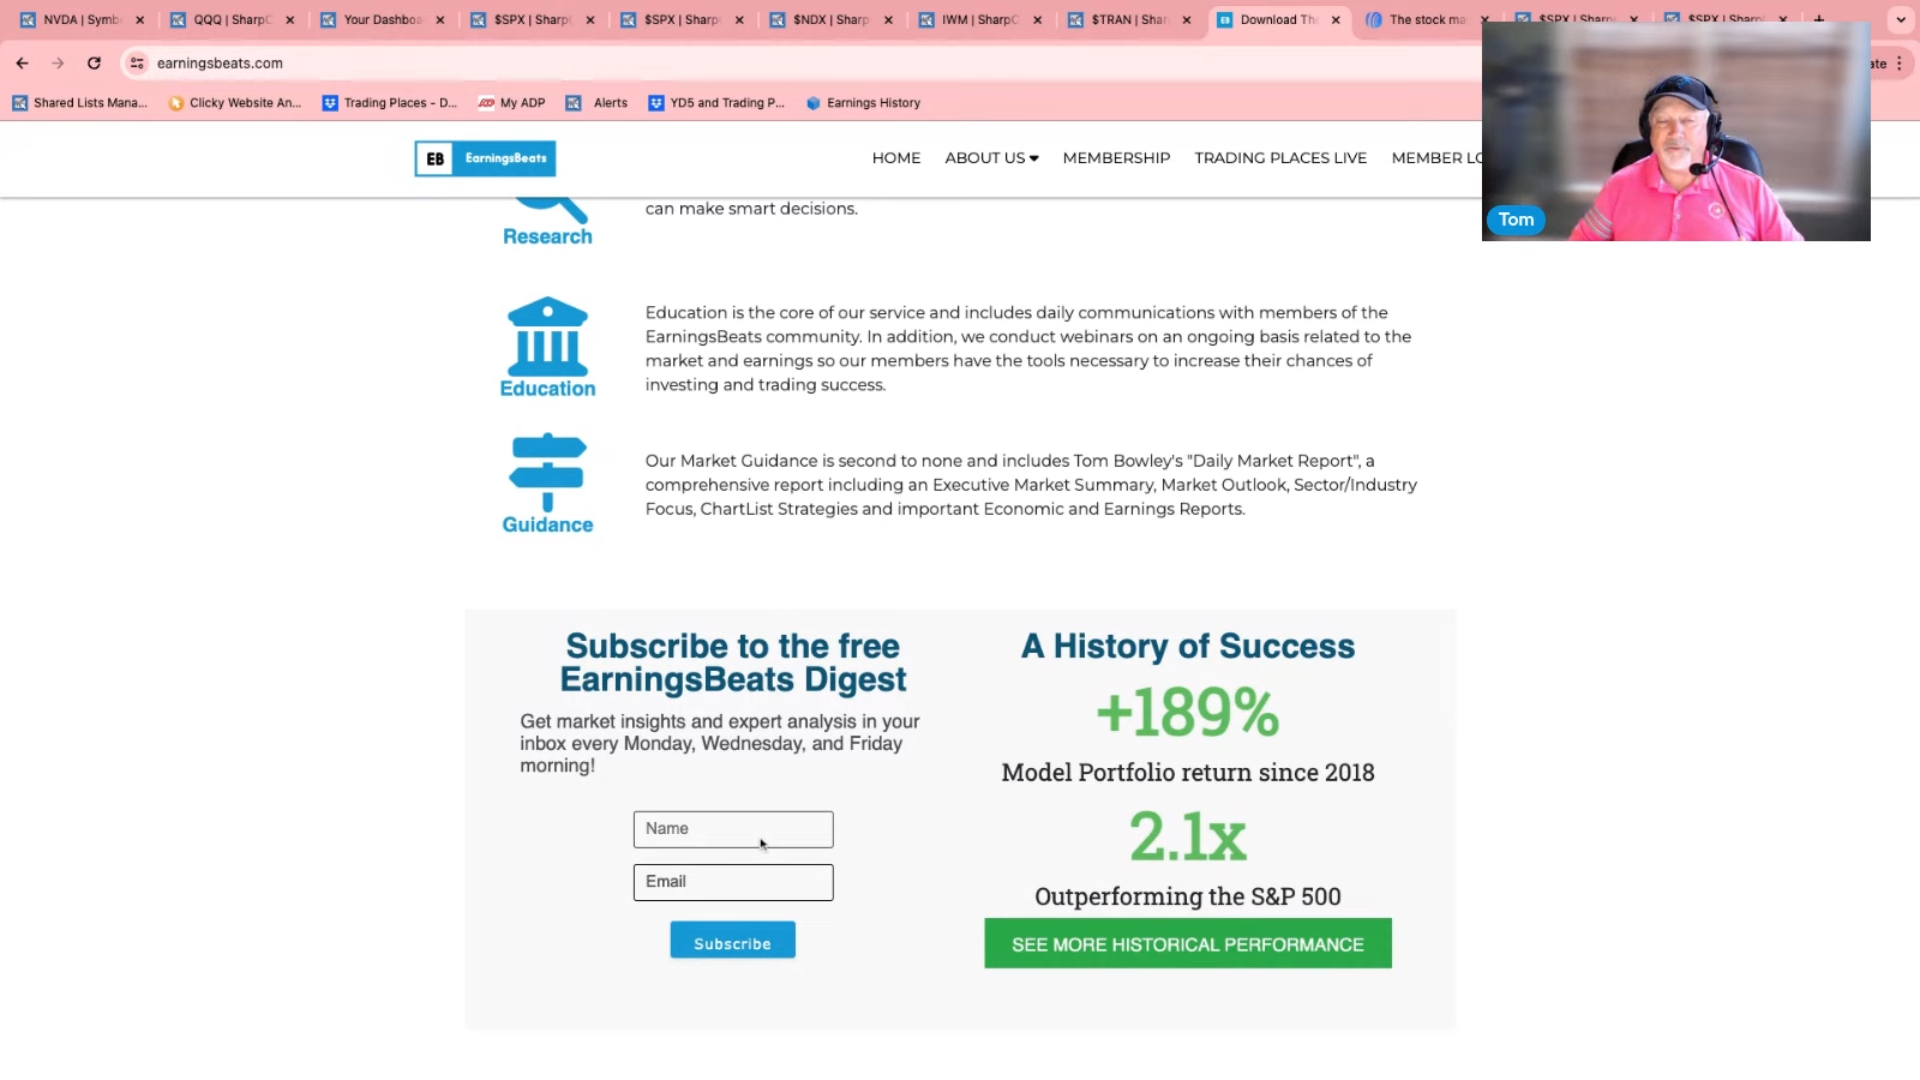 NVDA | Symb
QQQ | SharpC
Your Dashboa
$SPX | Sharp
$SPX | Sharp
$NDX | Sharp
IWM | SharpC
$TRAN | Shar
Download The
The stock ma
$SPX | Sharp
$SPX | Sharp
earningsbeats.com
ate
Shared Lists Mana...
Clicky Website An...
Trading Places - D...
My ADP
Alerts
YD5 and Trading P...
Earnings History
EB EarningsBeats
HOME
ABOUT US
MEMBERSHIP
TRADING PLACES LIVE
MEMBER LO
Tom
can make smart decisions.
Research
Education is the core of our service and includes daily communications with members of the
EarningsBeats community. In addition, we conduct webinars on an ongoing basis related to the
market and earnings so our members have the tools necessary to increase their chances of
investing and trading success.
Education
Our Market Guidance is second to none and includes Tom Bowley's "Daily Market Report", a
comprehensive report including an Executive Market Summary, Market Outlook, Sector/Industry
Focus, ChartList Strategies and important Economic and Earnings Reports.
Guidance
Subscribe to the free
EarningsBeats Digest
Get market insights and expert analysis in your
inbox every Monday, Wednesday, and Friday
morning!
Name
Email
Subscribe
A History of Success
+189%
Model Portfolio return since 2018
2.1x
Outperforming the S&P 500
SEE MORE HISTORICAL PERFORMANCE